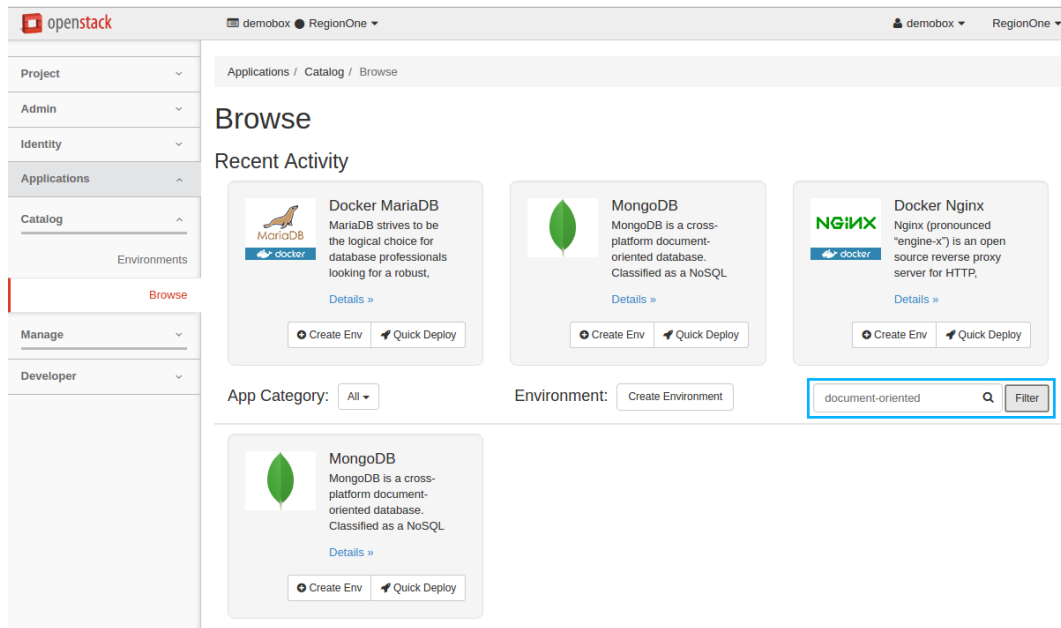 openstack
demobox RegionOne
demobox
RegionOne
Project
Admin
Identity
Applications
Catalog
Environments
Browse
Manage
Developer
Applications / Catalog / Browse
Browse
Recent Activity
MariaDB
docker
Docker MariaDB
MariaDB strives to be
the logical choice for
database professionals
looking for a robust,
Details »
Create Env
Quick Deploy
MongoDB
MongoDB is a cross-
platform document-
oriented database.
Classified as a NoSQL
Details »
Create Env
Quick Deploy
NGINX
docker
Docker Nginx
Nginx (pronounced
“engine-x”) is an open
source reverse proxy
server for HTTP,
Details »
Create Env
Quick Deploy
App Category: All
Environment: Create Environment
document-oriented
Filter
MongoDB
MongoDB is a cross-
platform document-
oriented database.
Classified as a NoSQL
Details »
Create Env
Quick Deploy